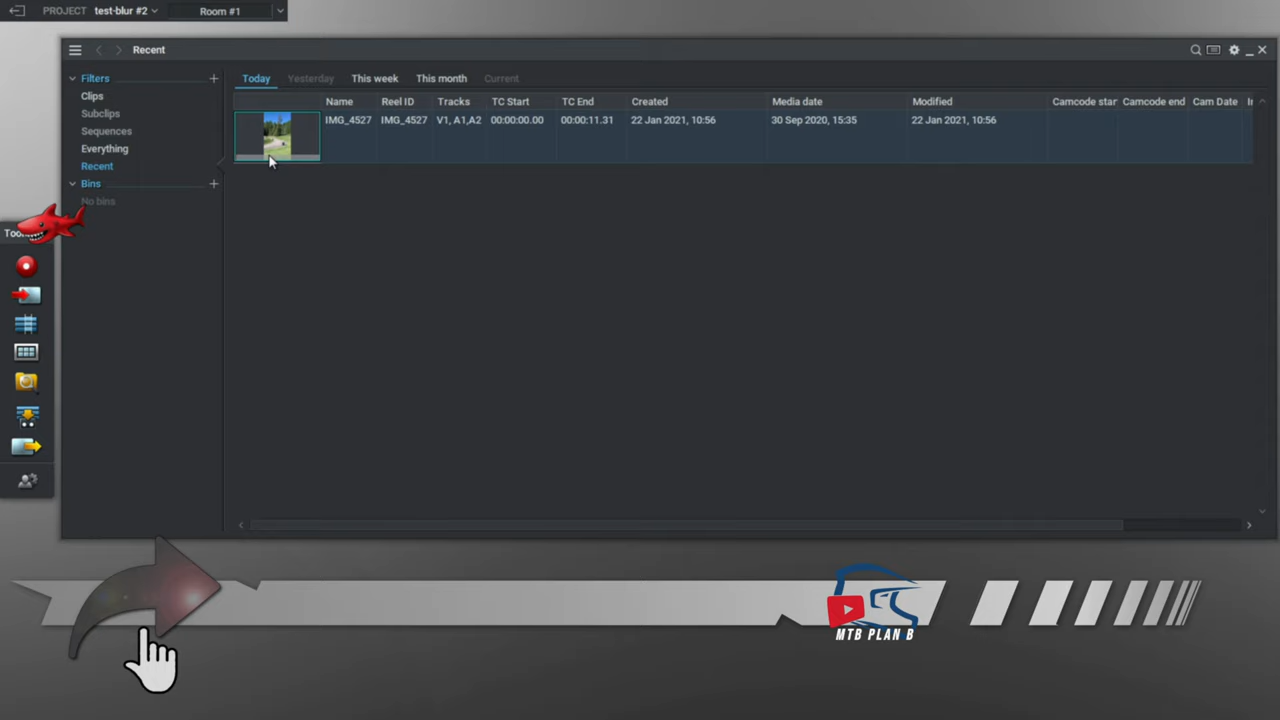 PROJECT test-blur #2 Room #1
Recent
Filters
Clips
Subclips
Sequences
Everything
Recent
Bins
No bins
Today Yesterday This week This month Current
Name Reel ID Tracks TC Start TC End Created Media date Modified Camcode star Camcode end Cam Date
IMG_4527 IMG_4527 V1, A1,A2 00:00:00.00 00:00:11.31 22 Jan 2021, 10:56 30 Sep 2020, 15:35 22 Jan 2021, 10:56
MTB PLAN B